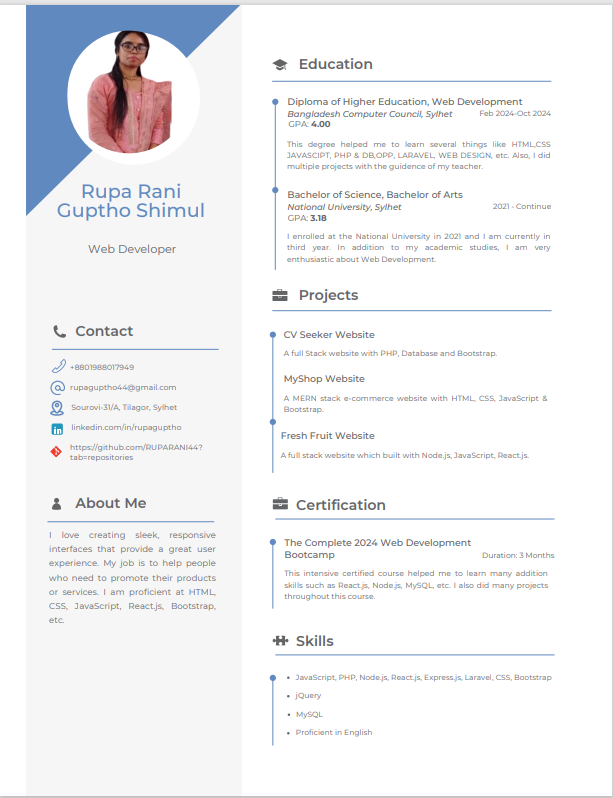 Rupa Rani
Guptho Shimul
Web Developer
Contact
+8801988017949
rupaguptho44@gmail.com
Sourovi-31/A, Tilagor, Sylhet
linkedin.com/in/rupaguptho
https://github.com/RUPARANI44?
tab=repositories
About Me
I love creating sleek, responsive
interfaces that provide a great user
experience. My job is to help people
who need to promote their products
or services. I am proficient at HTML,
CSS, JavaScript, React.js, Bootstrap,
etc.
Education
Diploma of Higher Education, Web Development
Bangladesh Computer Council, Sylhet Feb 2024-Oct 2024
GPA: 4.00
This degree helped me to learn several things like HTML,CSS
JAVASCIPT, PHP & DB,OPP, LARAVEL, WEB DESIGN, etc. Also, I did
multiple projects with the guidence of my teacher.
Bachelor of Science, Bachelor of Arts
National University, Sylhet 2021 - Continue
GPA: 3.18
I enrolled at the National University in 2021 and I am currently in
third year. In addition to my academic studies, I am very
enthusiastic about Web Development.
Projects
CV Seeker Website
A full Stack website with PHP, Database and Bootstrap.
MyShop Website
A MERN stack e-commerce website with HTML, CSS, JavaScript &
Bootstrap.
Fresh Fruit Website
A full stack website which built with Node.js, JavaScript, React.js.
Certification
The Complete 2024 Web Development
Bootcamp Duration: 3 Months
This intensive certified course helped me to learn many addition
skills such as React.js, Node.js, MySQL, etc. I also did many projects
throughout this course.
Skills
• JavaScript, PHP, Node.js, React.js, Express.js, Laravel, CSS, Bootstrap
• jQuery
• MySQL
• Proficient in English